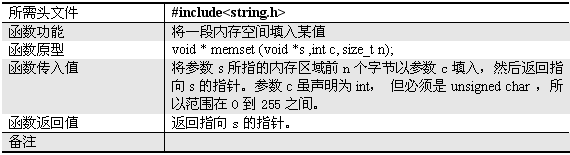 所需头文件 #include<string.h>
函数功能 将一段内存空间填入某值
函数原型 void * memset (void *s ,int c, size_t n);
函数传入值 将参数 s 所指的内存区域前 n 个字节以参数 c 填入，然后返回指
向 s 的指针。参数 c 虽声明为 int， 但必须是 unsigned char ，所
以范围在 0 到 255 之间。
函数返回值 返回指向 s 的指针。
备注